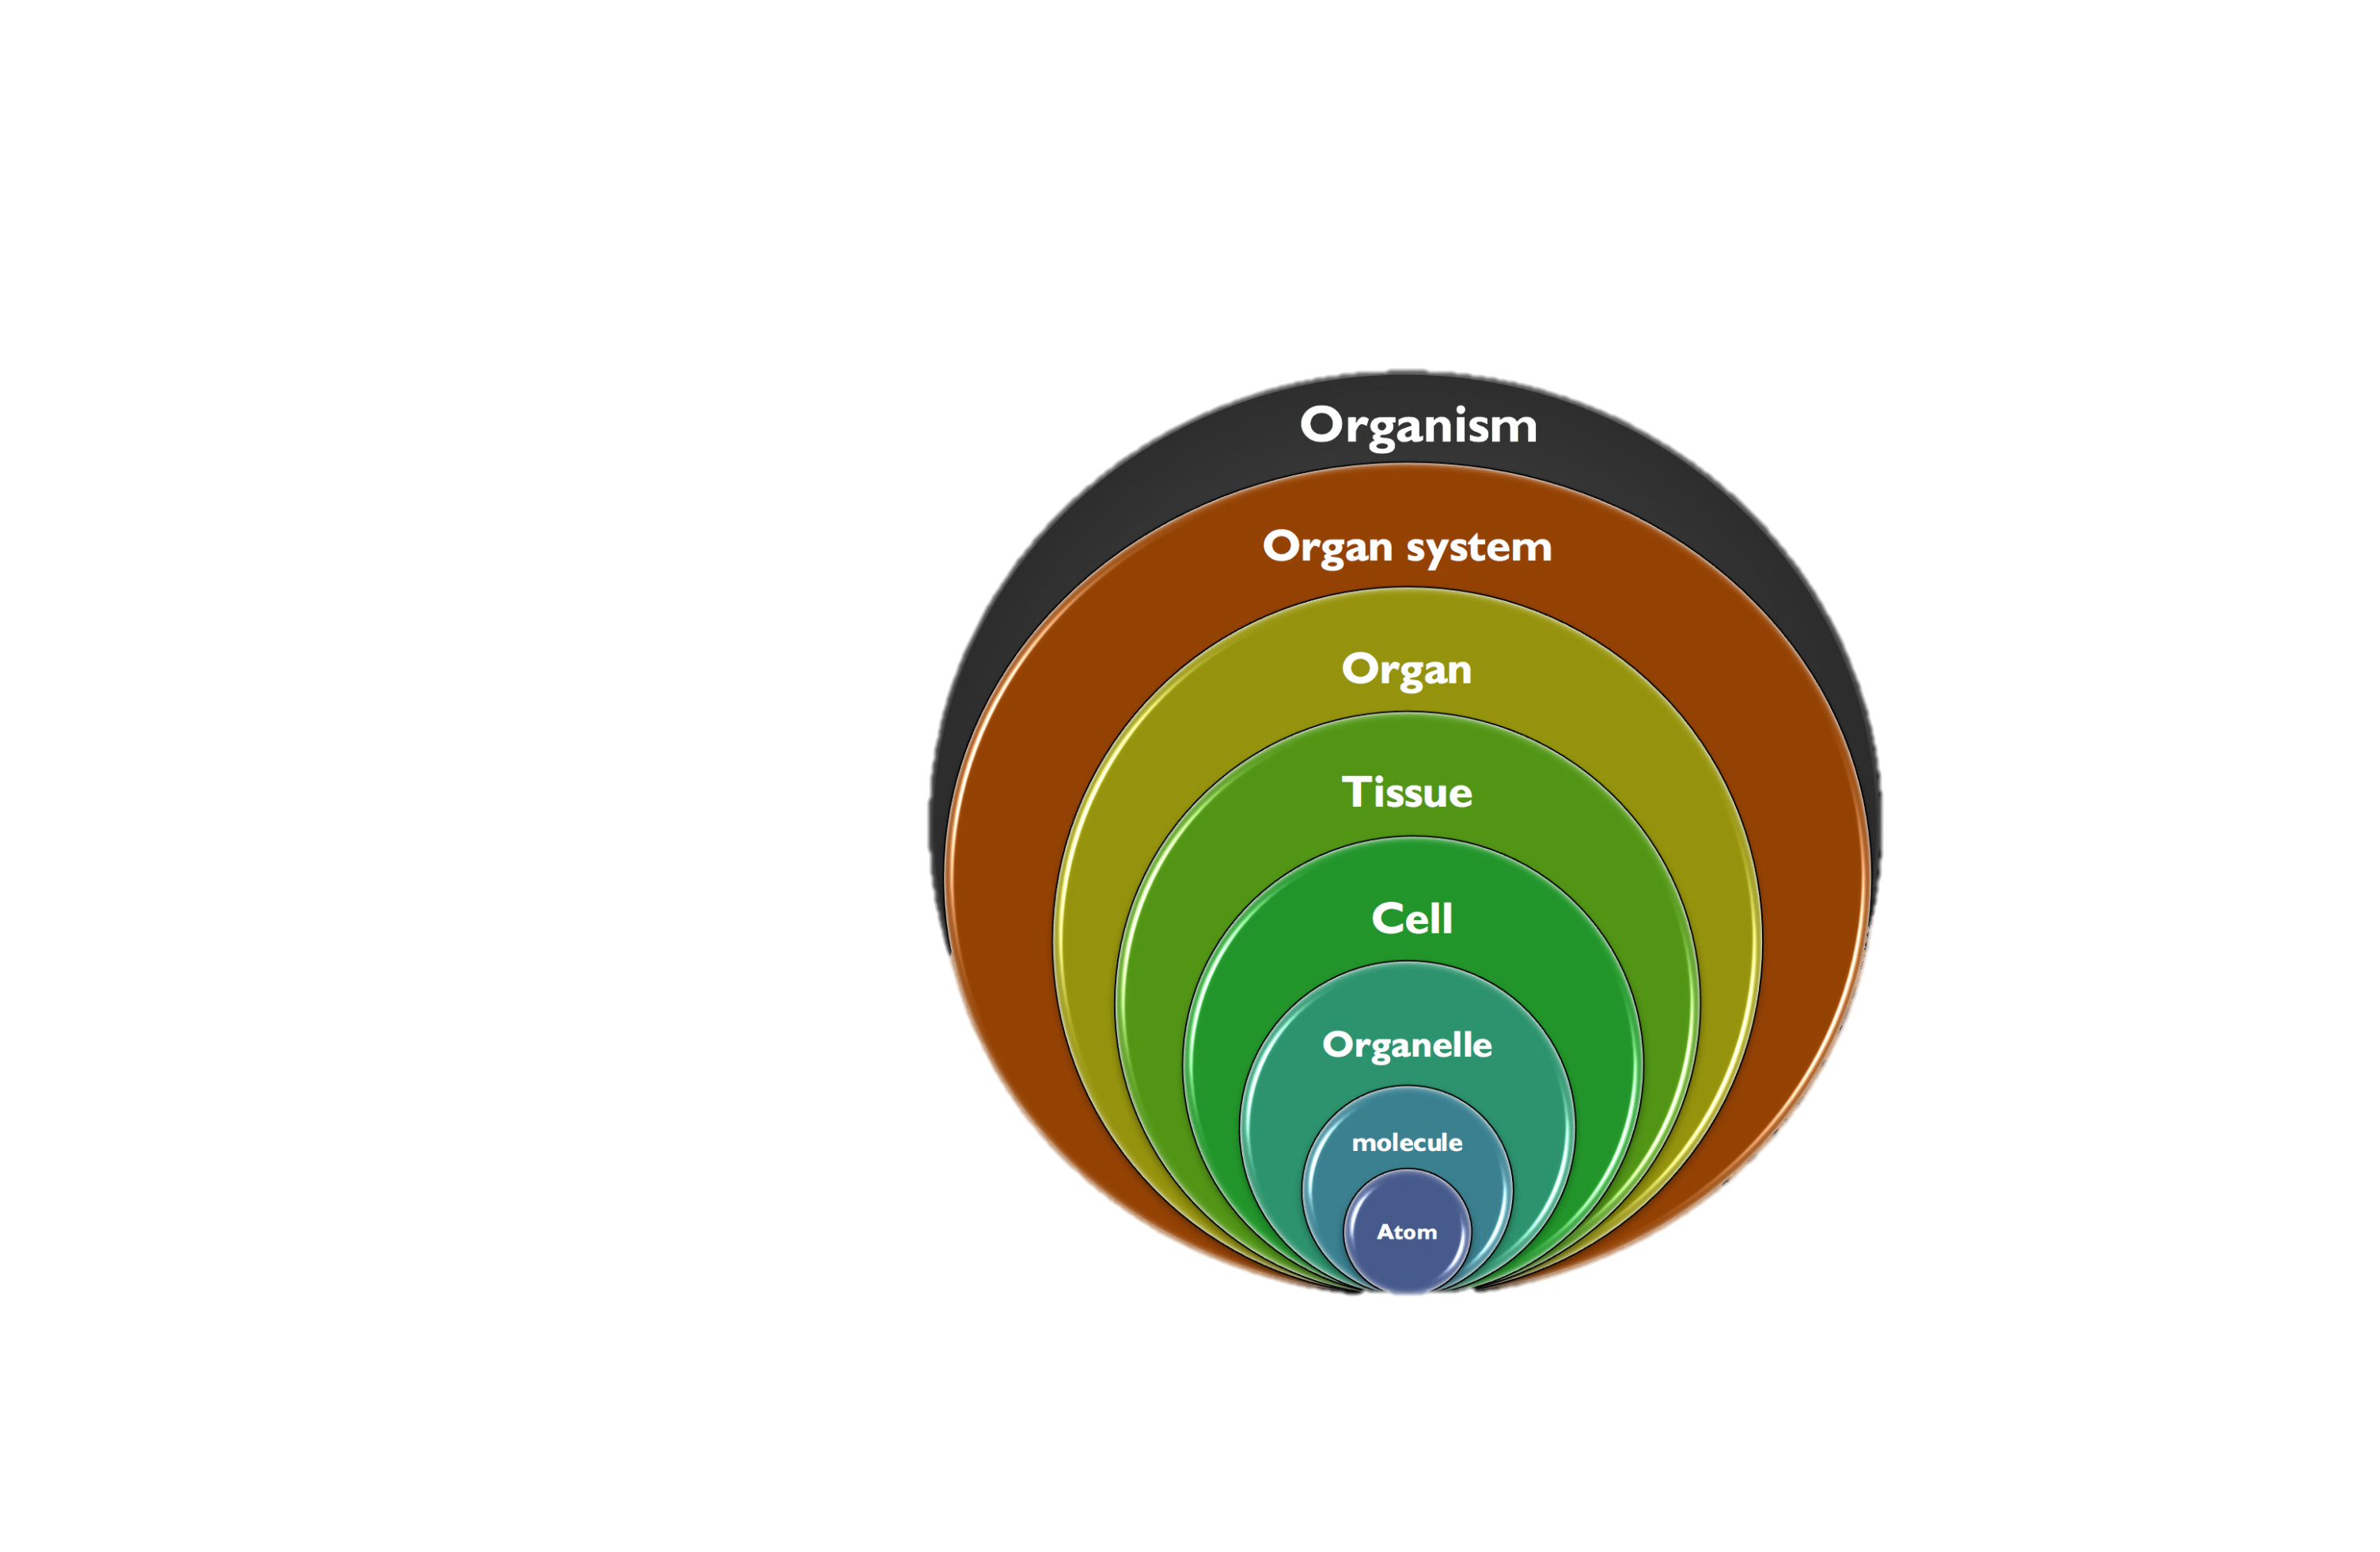 Organism
Organ system
Organ
Tissue
Cell
Organelle
molecule
Atom